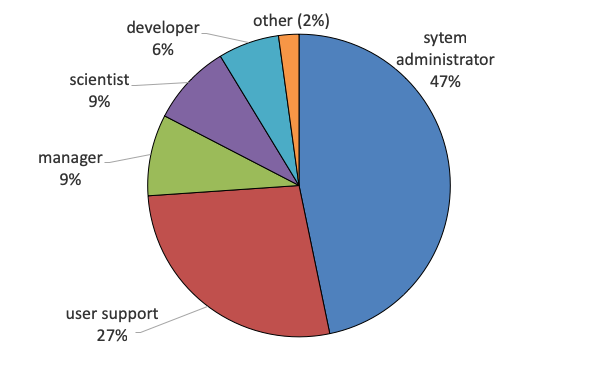 other (2%)
sytem
administrator
47%
developer
6%
scientist
9%
manager
9%
user support
27%